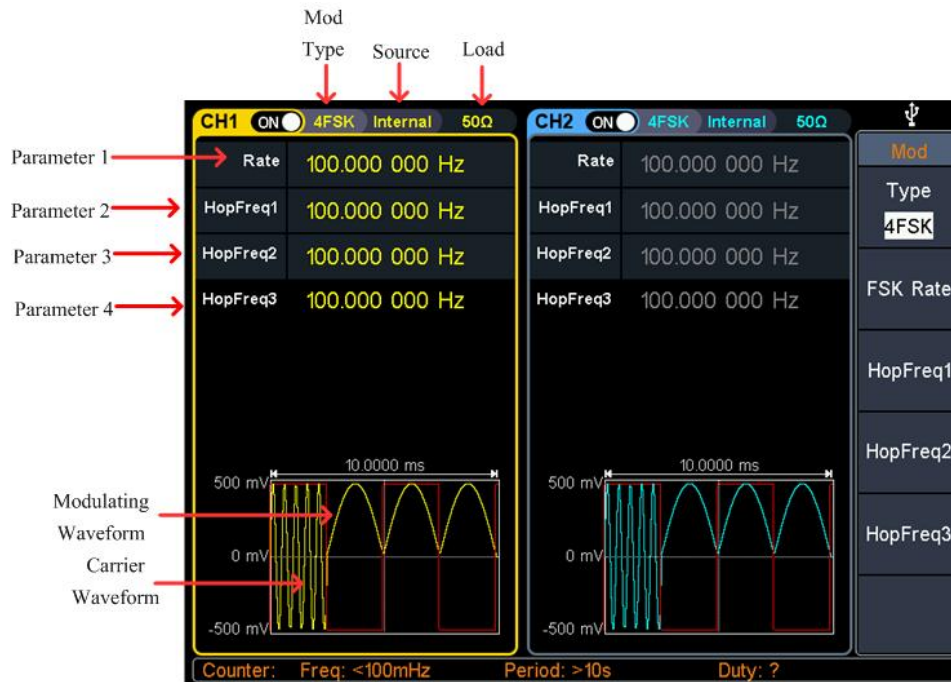 Mod
Type
Source
Load
CH1 ON 4FSK Internal 50Ω
CH2 ON 4FSK Internal 50Ω
Mod
Parameter 1
Rate 100.000 000 Hz
Rate 100.000 000 Hz
Type
4FSK
Parameter 2
HopFreq1 100.000 000 Hz
HopFreq1 100.000 000 Hz
Parameter 3
HopFreq2 100.000 000 Hz
HopFreq2 100.000 000 Hz
FSK Rate
Parameter 4
HopFreq3 100.000 000 Hz
HopFreq3 100.000 000 Hz
HopFreq1
HopFreq2
HopFreq3
10.0000 ms
500 mV
0 mV
-500 mV
10.0000 ms
500 mV
0 mV
-500 mV
Modulating
Waveform
Carrier
Waveform
Counter: Freq: <100mHz Period: >10s Duty: ?